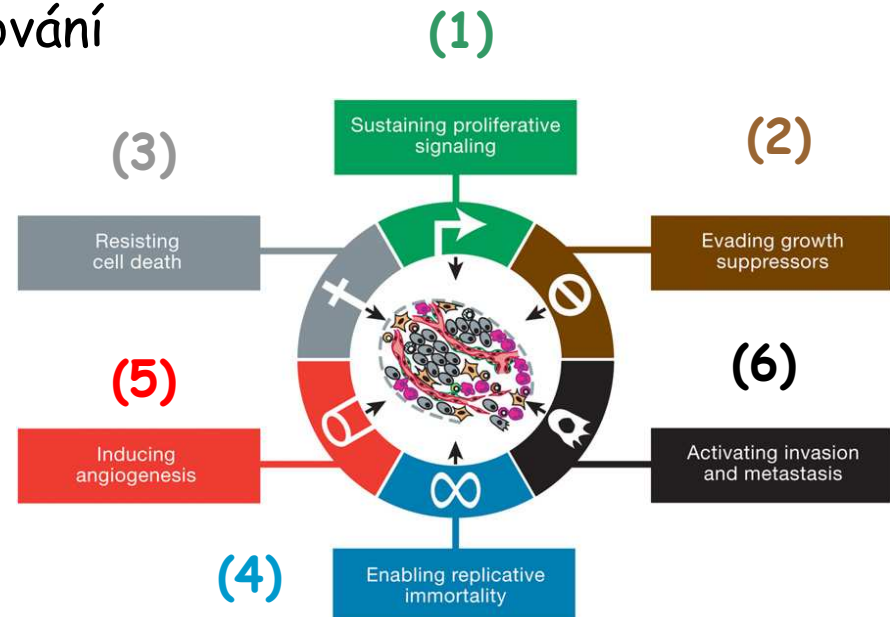 (1)
Sustaining proliferative
signaling
(3)
(2)
Resisting
cell death
Evading growth
suppressors
(5)
(6)
Inducing
angiogenesis
Activating invasion
and metastasis
(4)
Enabling replicative
immortality